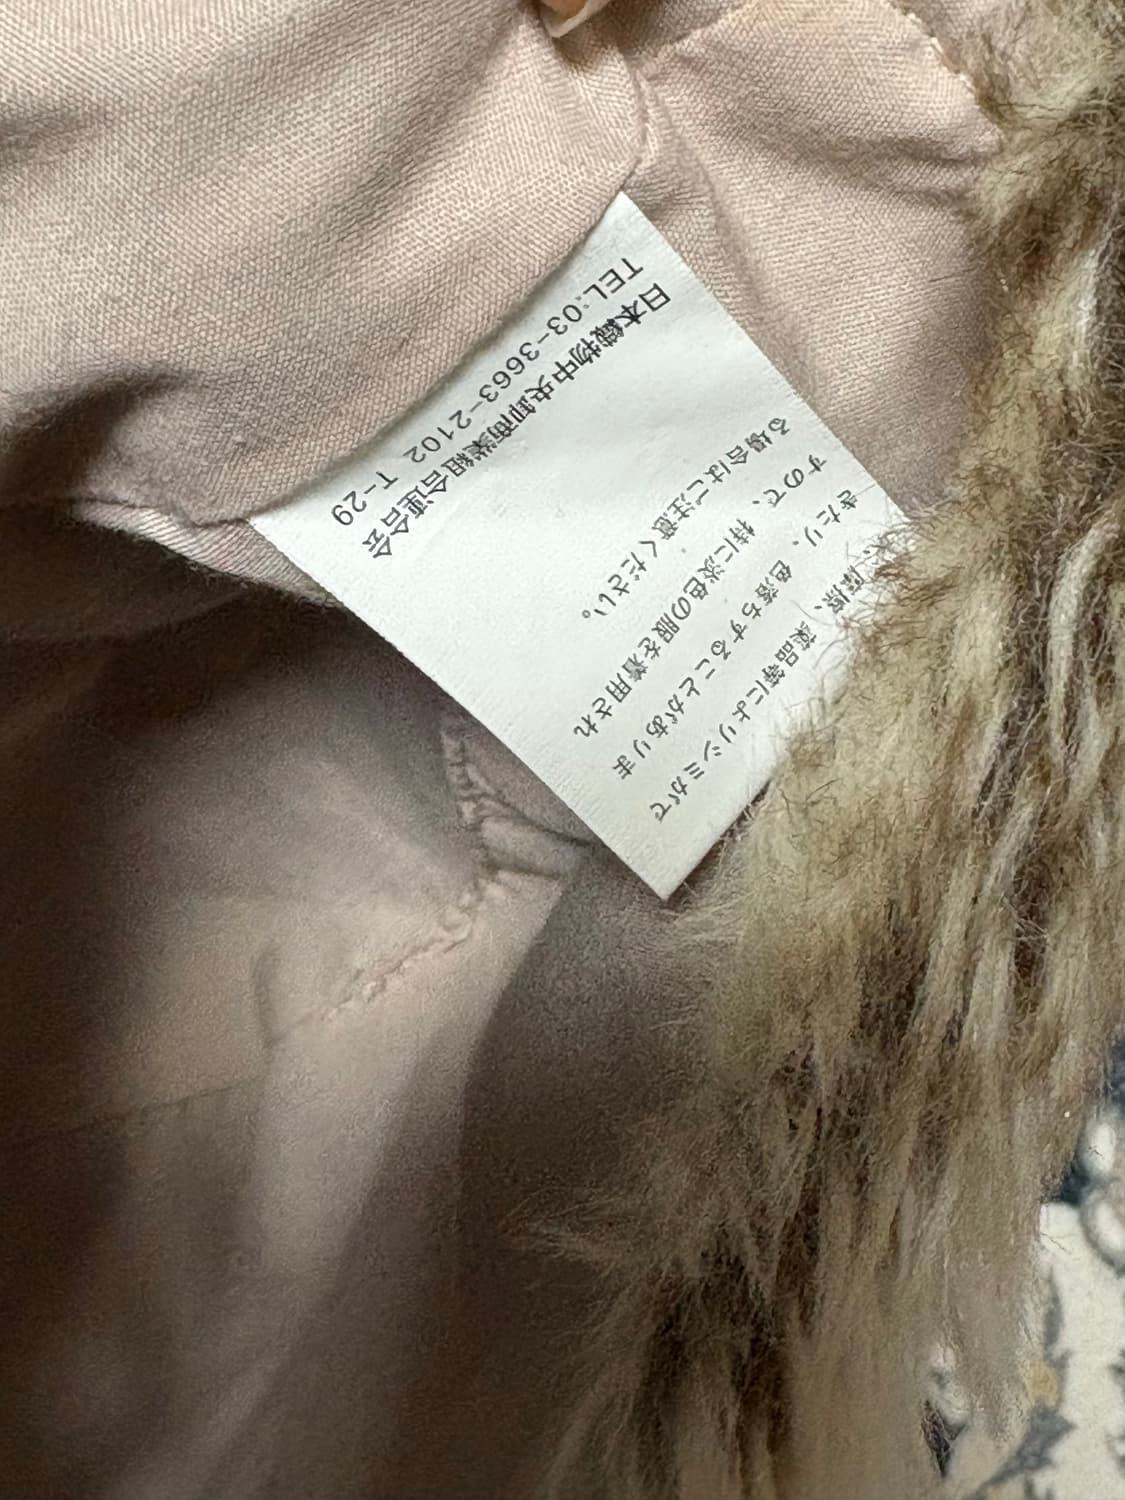 摩擦、薬品等によりシミがで
きたり、色落ちすることがありま
すので、特に淡色の服を着用され
る場合はご注意ください。
日本織物中央卸商業組合連合会
TEL:03-3663-2102 T-29